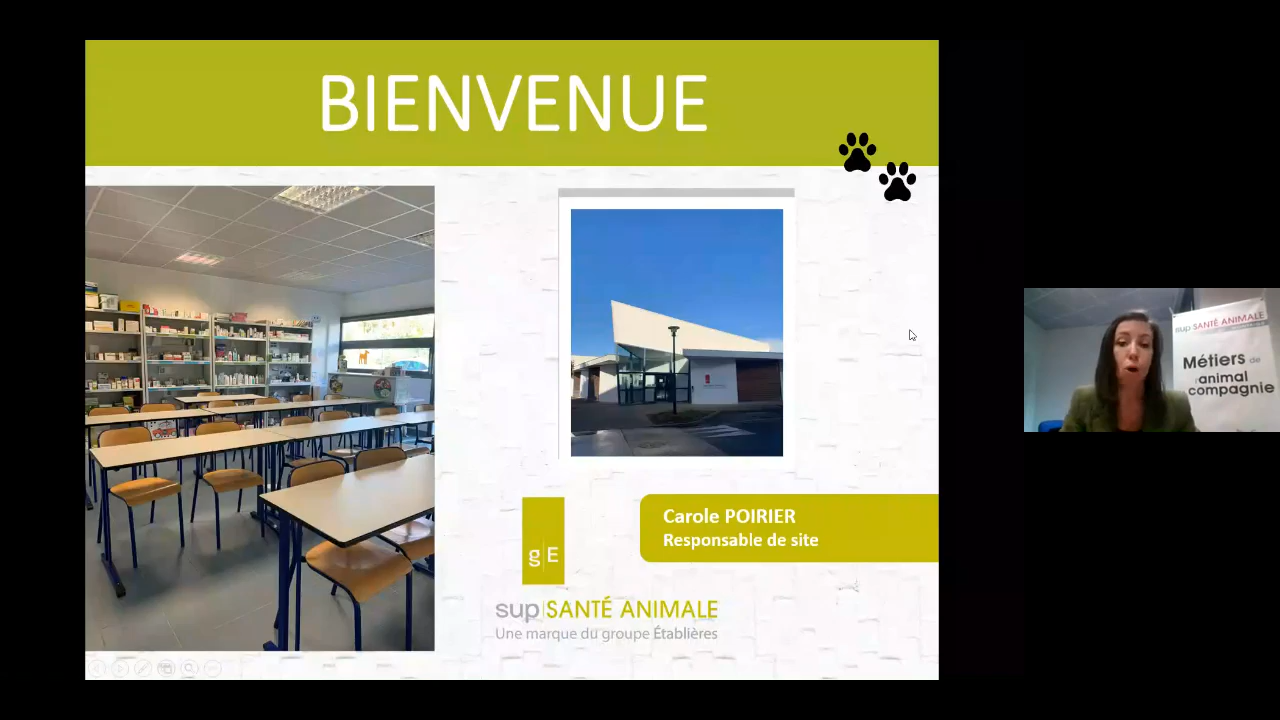 BIENVENUE
Carole POIRIER
Responsable de site
g|E
sup SANTÉ ANIMALE
Une marque du groupe Établières
sup SANTÉ ANIMALE
Métiers de
l'animal
compagnie